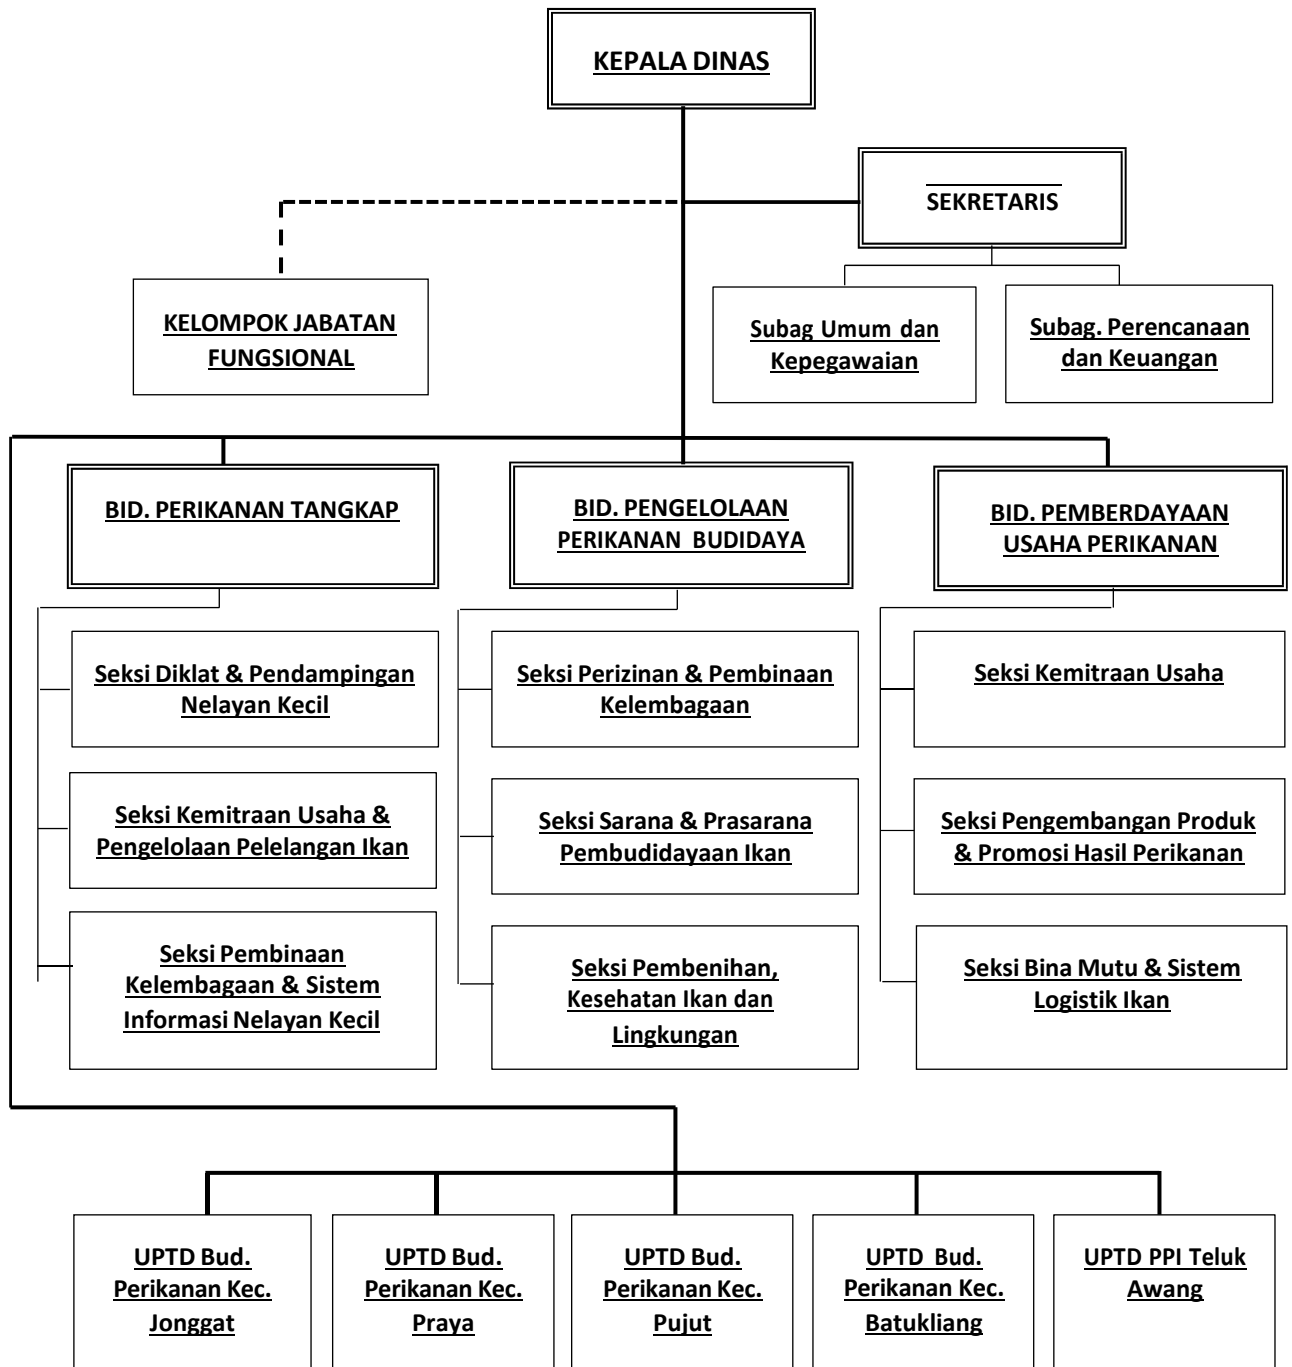 KEPALA DINAS
SEKRETARIS
KELOMPOK JABATAN
FUNGSIONAL
Subag Umum dan
Kepegawaian
Subag. Perencanaan
dan Keuangan
BID. PERIKANAN TANGKAP
BID. PENGELOLAAN
PERIKANAN BUDIDAYA
BID. PEMBERDAYAAN
USAHA PERIKANAN
Seksi Diklat & Pendampingan
Nelayan Kecil
Seksi Perizinan & Pembinaan
Kelembagaan
Seksi Kemitraan Usaha
Seksi Kemitraan Usaha &
Pengelolaan Pelelangan Ikan
Seksi Sarana & Prasarana
Pembudidayaan Ikan
Seksi Pengembangan Produk
& Promosi Hasil Perikanan
Seksi Pembinaan
Kelembagaan & Sistem
Informasi Nelayan Kecil
Seksi Pembenihan,
Kesehatan Ikan dan
Lingkungan
Seksi Bina Mutu & Sistem
Logistik Ikan
UPTD Bud.
Perikanan Kec.
Jonggat
UPTD Bud.
Perikanan Kec.
Praya
UPTD Bud.
Perikanan Kec.
Pujut
UPTD Bud.
Perikanan Kec.
Batukliang
UPTD PPI Teluk
Awang